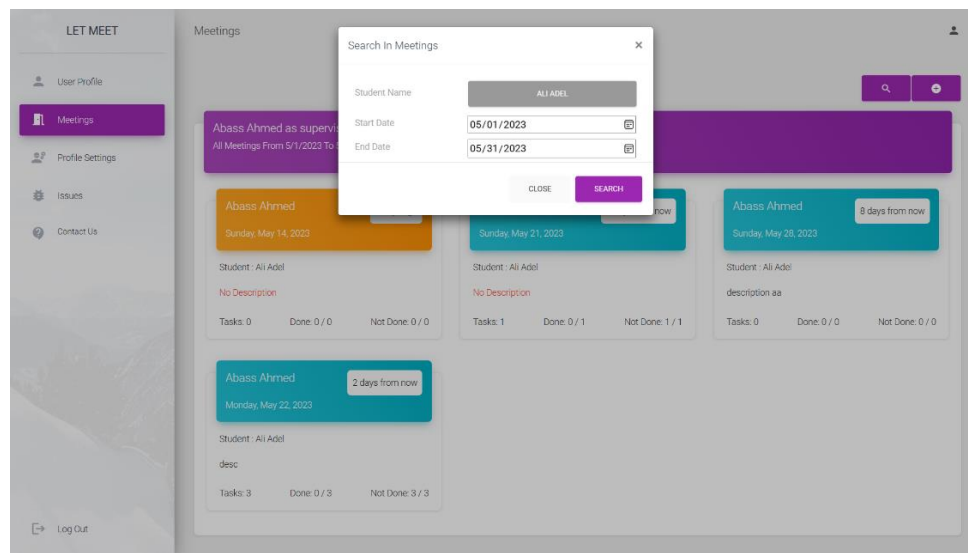 LET MEET
User Profile
Meetings
Profile Settings
Issues
Contact Us
Log Out
Meetings
Search In Meetings
×
Student Name
ALI ADEL
Start Date
05/01/2023
End Date
05/31/2023
CLOSE
SEARCH
Abass Ahmed as
All Meetings From 5/1/2023 To
Abass Ahmed
Sunday, May 14, 2023
Student : Ali Adel
No Description
Tasks: 0 Done: 0 / 0 Not Done: 0 / 0
now
Sunday, May 21, 2023
Student : Ali Adel
No Description
Tasks: 1 Done: 0 / 1 Not Done: 1 / 1
Abass Ahmed
8 days from now
Sunday, May 28, 2023
Student : Ali Adel
description aa
Tasks: 0 Done: 0 / 0 Not Done: 0 / 0
Abass Ahmed
2 days from now
Monday, May 22, 2023
Student : Ali Adel
desc
Tasks: 3 Done: 0 / 3 Not Done: 3 / 3